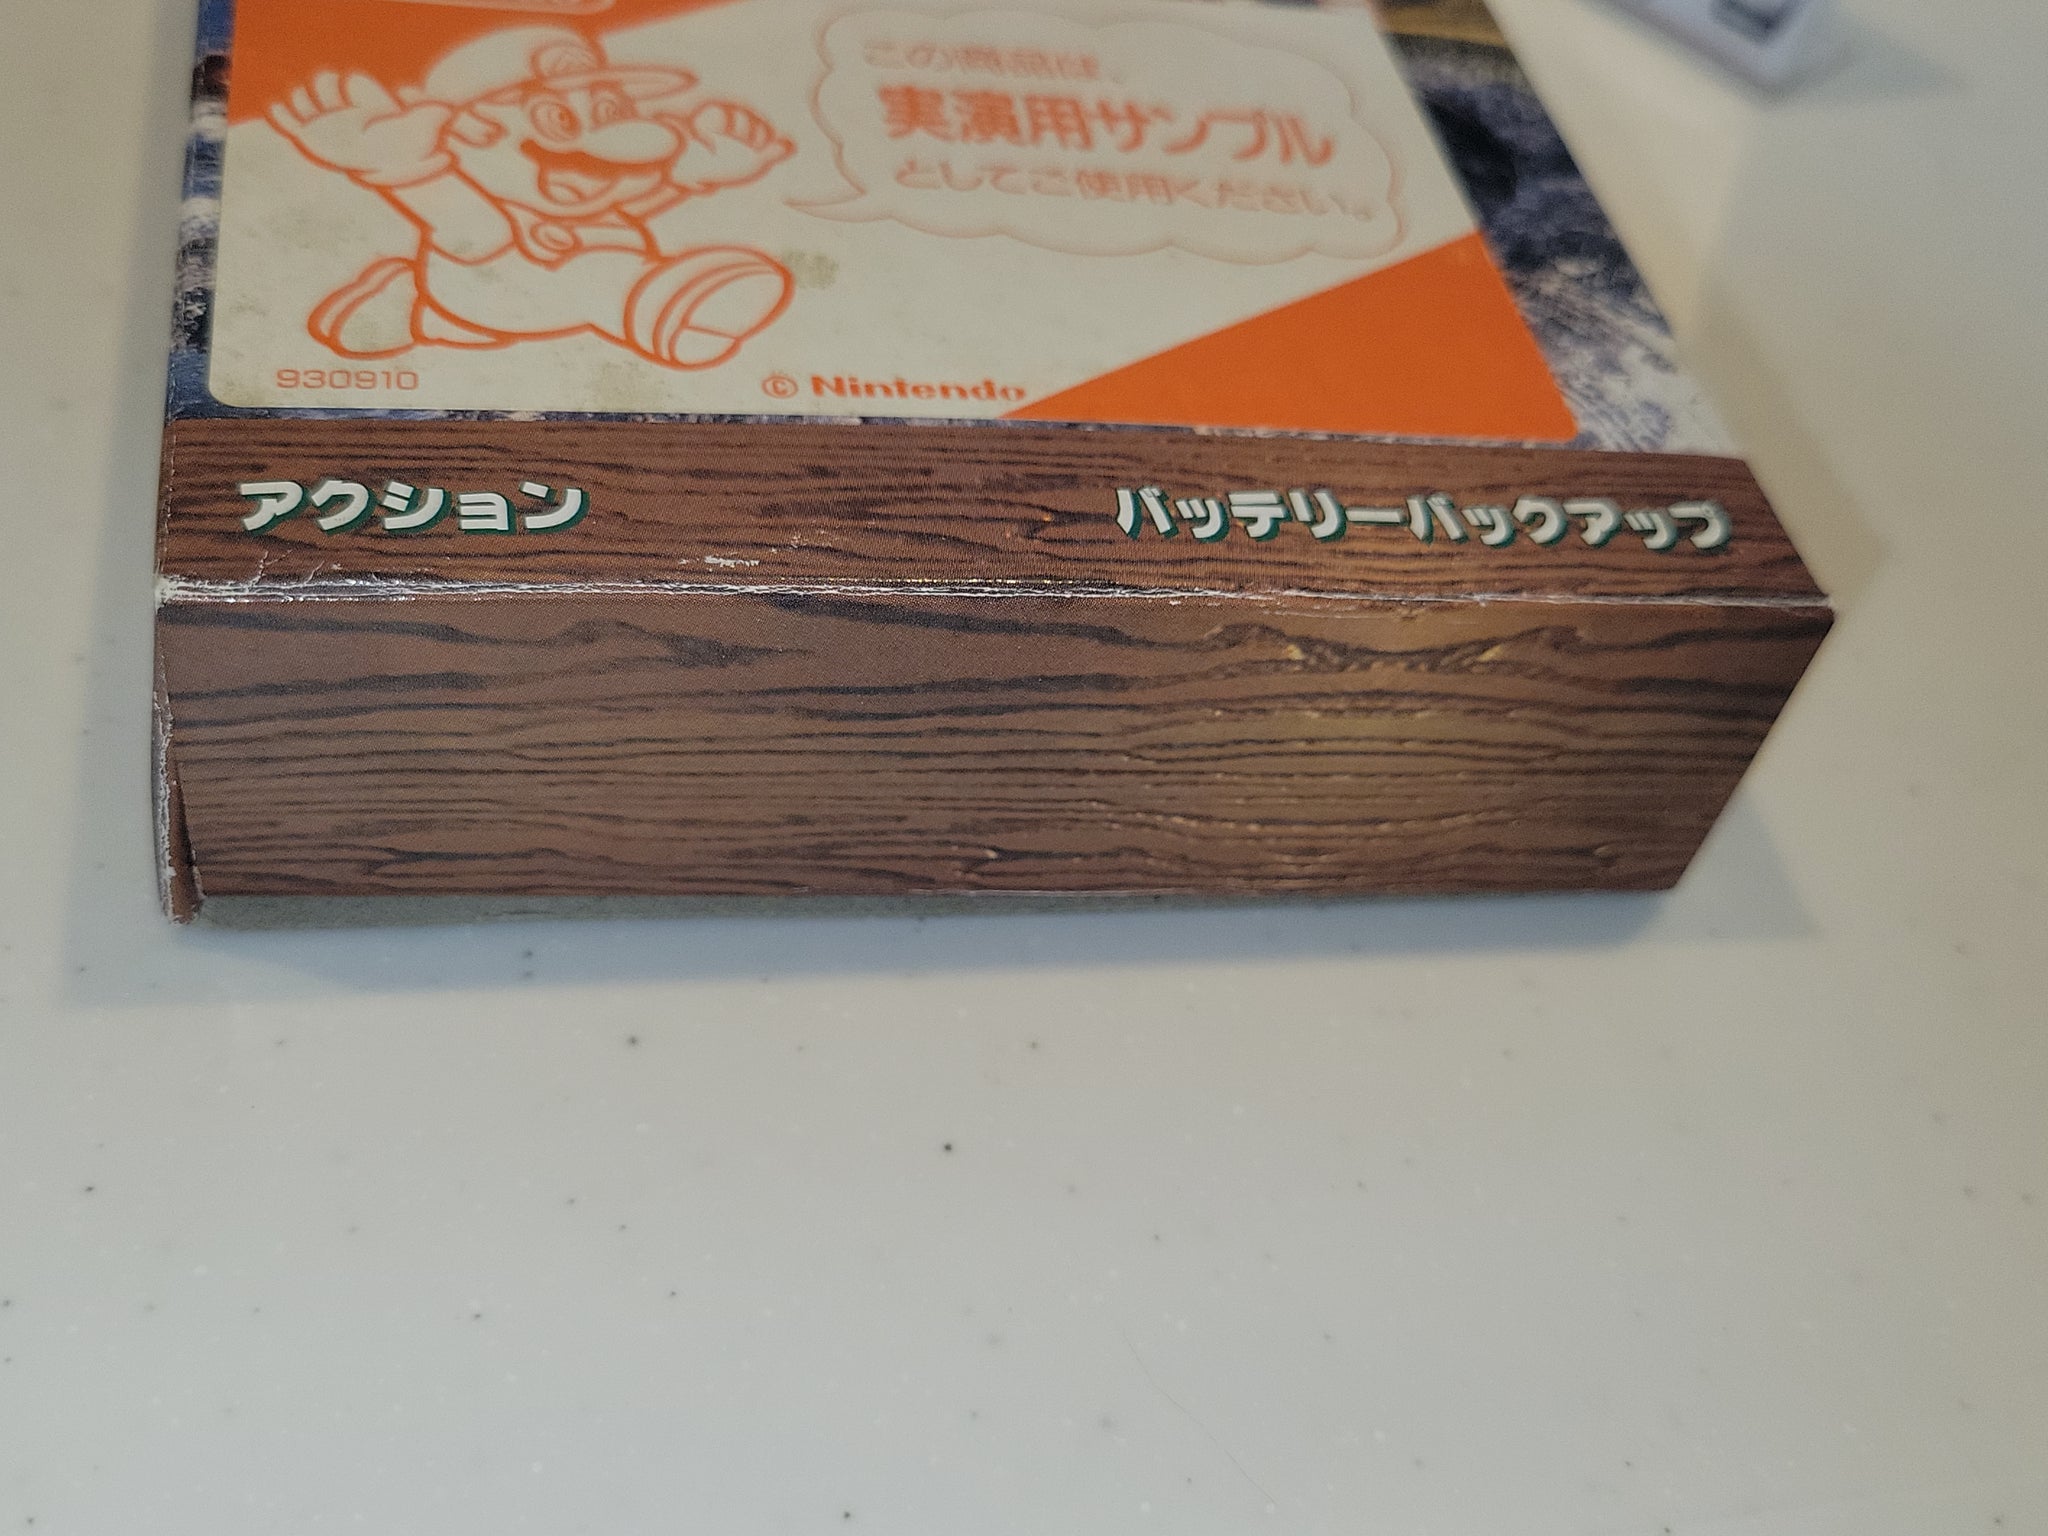 この商品は、
実演用サンプル
としてご使用ください。
930910
© Nintendo
アクション
バッテリーバックアップ